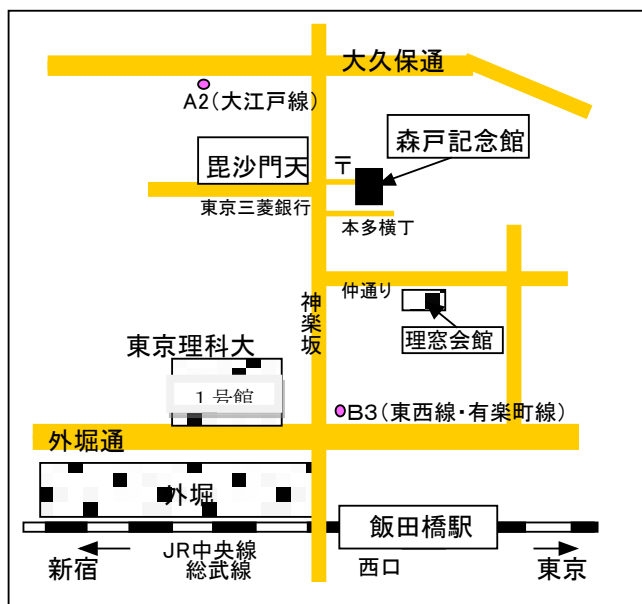 大久保通
A2(大江戸線)
毘沙門天
〒
森戸記念館
東京三菱銀行
本多横丁
仲通り
神楽坂
理窓会館
東京理科大
1号館
B3(東西線・有楽町線)
外堀通
外堀
飯田橋駅
JR中央線
総武線
西口
新宿
東京